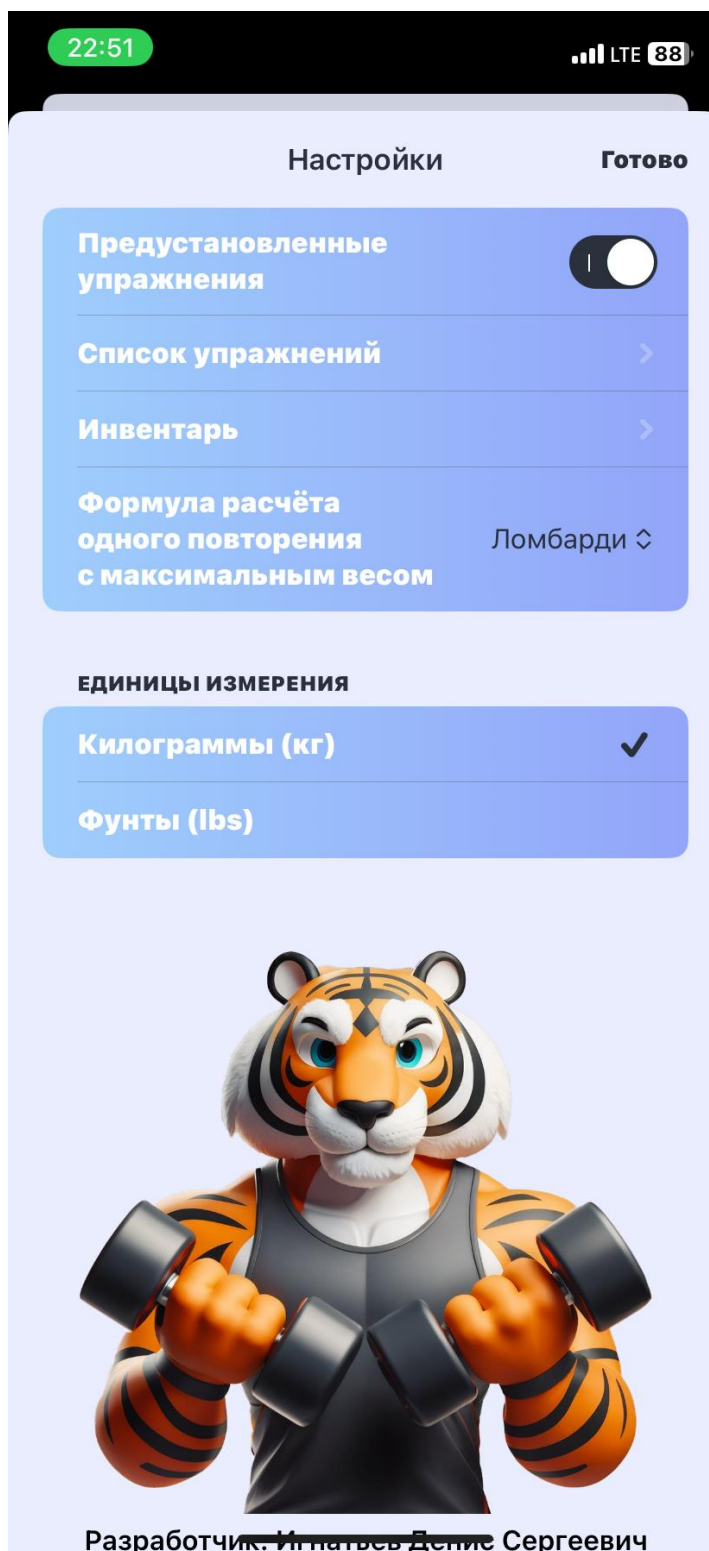 22:51
LTE 88
Настройки
Готово
Предустановленные
упражнения
Список упражнений
Инвентарь
Формула расчёта
одного повторения
с максимальным весом
Ломбарди
ЕДИНИЦЫ ИЗМЕРЕНИЯ
Килограммы (кг)
Фунты (lbs)
Разработчик: Игнатьев Денис Сергеевич